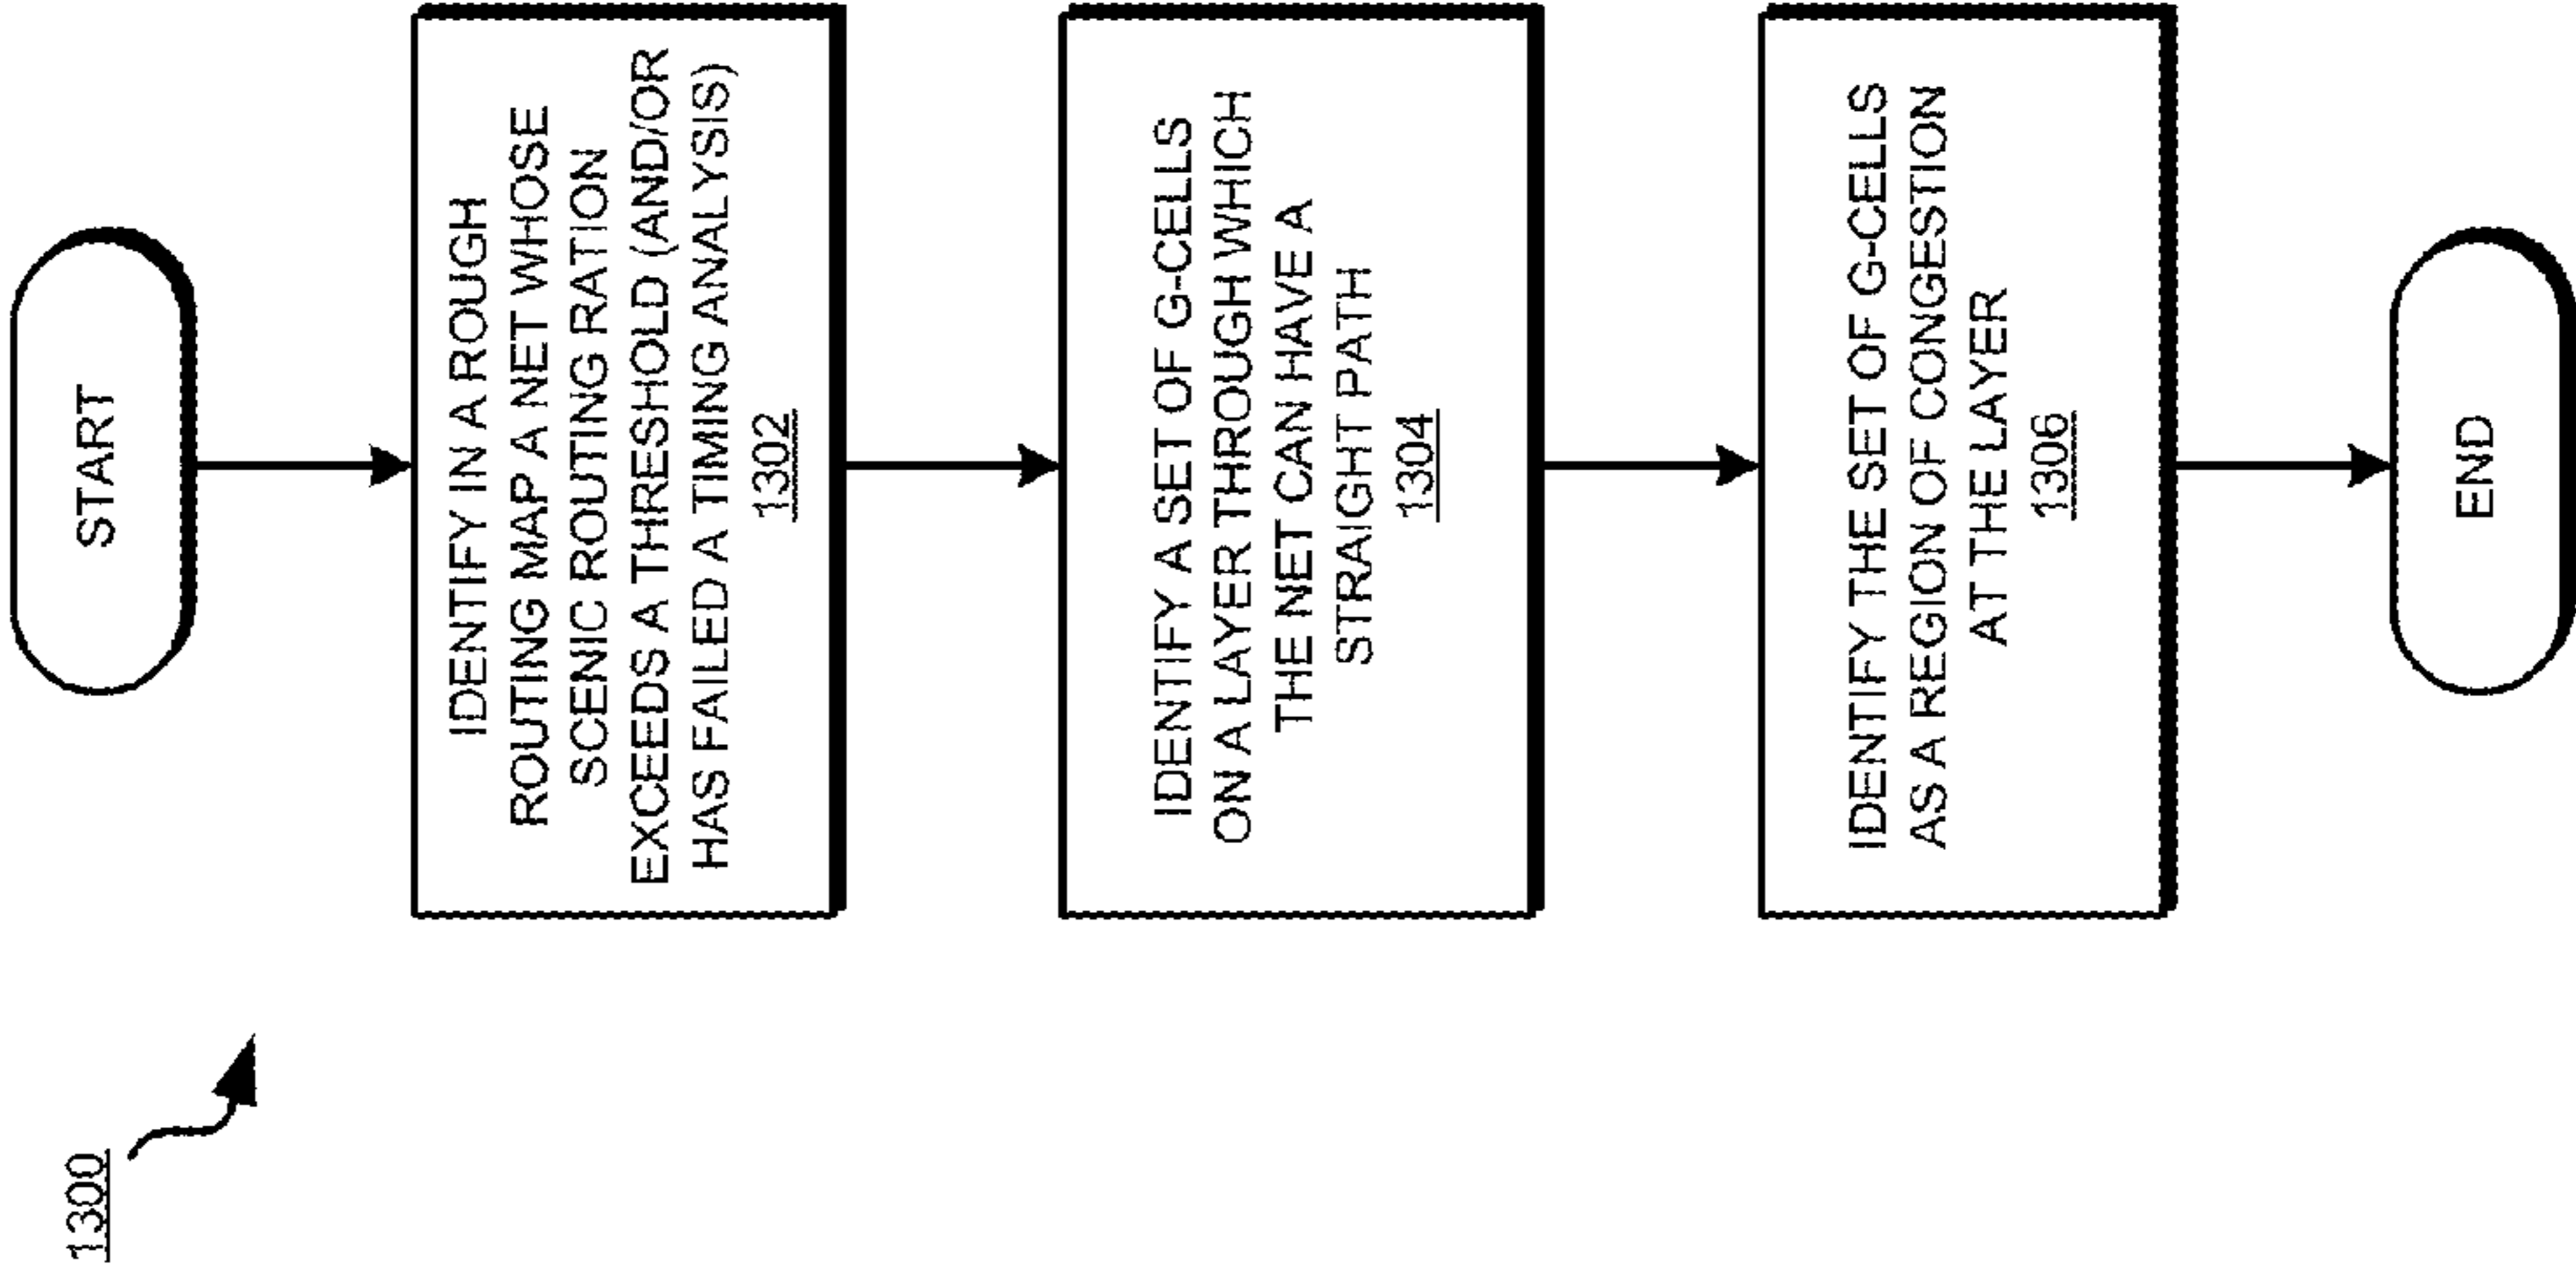 1300
START
IDENTIFY IN A ROUGH
ROUTING MAP A NET WHOSE
SCENIC ROUTING RATION
EXCEEDS A THRESHOLD (AND/OR
HAS FAILED A TIMING ANALYSIS)
1302
IDENTIFY A SET OF G-CELLS
ON A LAYER THROUGH WHICH
THE NET CAN HAVE A
STRAIGHT PATH
1304
IDENTIFY THE SET OF G-CELLS
AS A REGION OF CONGESTION
AT THE LAYER
1306
END